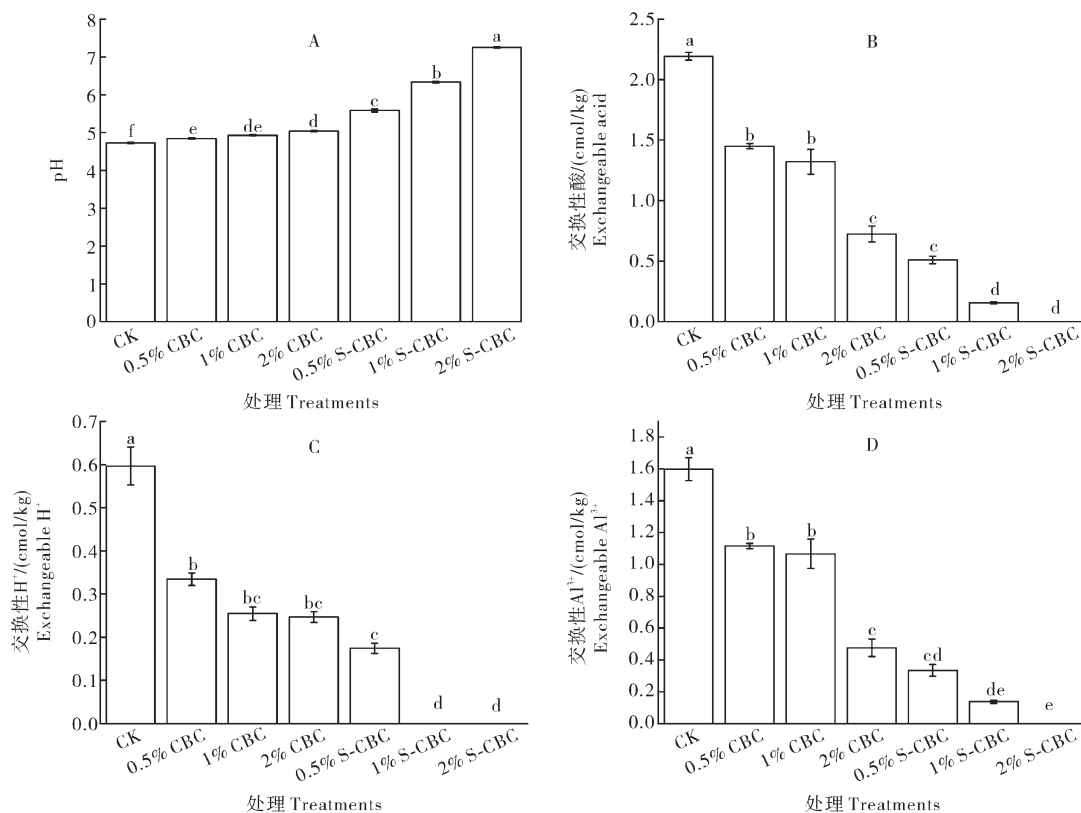 A
pH
8
7
6
5
4
3
2
1
0
f
e
de
d
c
b
a
CK
0.5% CBC
1% CBC
2% CBC
0.5% S-CBC
1% S-CBC
2% S-CBC
处理 Treatments
B
交换性酸/(cmol/kg)
Exchangeable acid
2.5
2.0
1.5
1.0
0.5
0.0
a
b
b
c
c
d
d
CK
0.5% CBC
1% CBC
2% CBC
0.5% S-CBC
1% S-CBC
2% S-CBC
处理 Treatments
C
交换性H⁺/(cmol/kg)
Exchangeable H⁺
0.7
0.6
0.5
0.4
0.3
0.2
0.1
0.0
a
b
bc
bc
c
d
d
CK
0.5% CBC
1% CBC
2% CBC
0.5% S-CBC
1% S-CBC
2% S-CBC
处理 Treatments
D
交换性Al³⁺/(cmol/kg)
Exchangeable Al³⁺
1.8
1.6
1.4
1.2
1.0
0.8
0.6
0.4
0.2
0.0
a
b
b
c
cd
de
e
CK
0.5% CBC
1% CBC
2% CBC
0.5% S-CBC
1% S-CBC
2% S-CBC
处理 Treatments